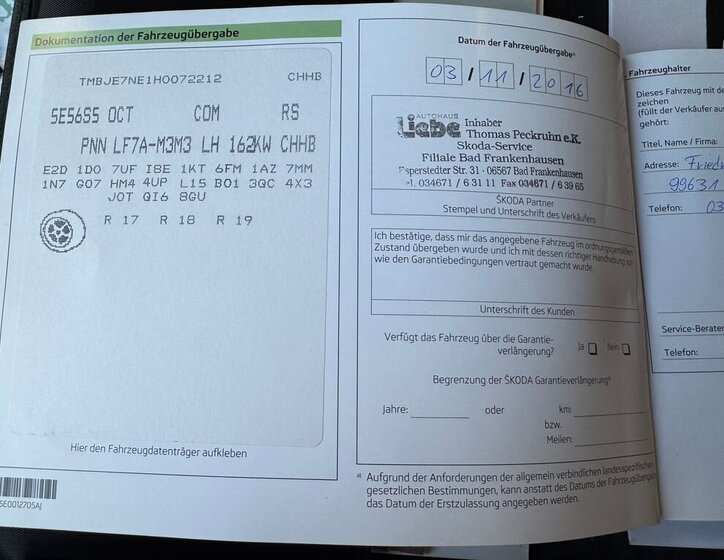 Dokumentation der Fahrzeugübergabe
TMBJE7NE1H0072212 CHHB
5E56S5 OCT COM RS
PNN LF7A-M3M3 LH 162KW CHHB
E2D 1D0 7UF I8E 1KT 6FM 1AZ 7MM
1N7 G07 HM4 4UP L15 B01 3QC 4X3
J0T QI6 8GU
R 17 R 18 R 19
Hier den Fahrzeugdatenträger aufkleben
5E0012705AJ
Datum der Fahrzeugübergabe*⁾
03 / 11 / 2016
AUTOHAUS
Liebe Inhaber
Thomas Peckruhn e.K.
Skoda-Service
Filiale Bad Frankenhausen
Esperstedter Str. 31 · 06567 Bad Frankenhausen
Tel. 034671 / 6 31 11 Fax 034671 / 6 39 65
ŠKODA Partner
Stempel und Unterschrift des Verkäufers
Ich bestätige, dass mir das angegebene Fahrzeug im ordnungsgemäßen
Zustand übergeben wurde und ich mit dessen richtiger Handhabung so-
wie den Garantiebedingungen vertraut gemacht wurde.
Unterschrift des Kunden
Verfügt das Fahrzeug über die Garantie-
verlängerung? Ja Nein
Begrenzung der ŠKODA Garantieverlängerung
Jahre: oder km:
bzw.
Meilen:
Aufgrund der Anforderungen der allgemein verbindlichen landesspezifischen
gesetzlichen Bestimmungen, kann anstatt des Datums der Fahrzeugübergabe
das Datum der Erstzulassung angegeben werden.
Fahrzeughalter
Dieses Fahrzeug mit de
zeichen
(füllt der Verkäufer aus
gehört:
Titel, Name / Firma:
Adresse: Friedr
99631
Telefon: 03
Service-Berater
Telefon: